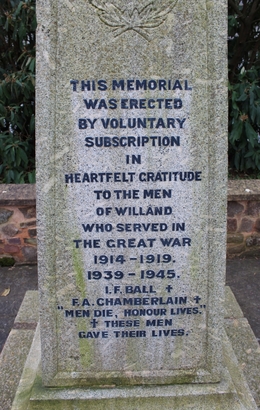 THIS MEMORIAL
WAS ERECTED
BY VOLUNTARY
SUBSCRIPTION
IN
HEARTFELT GRATITUDE
TO THE MEN
OF WILLAND
WHO SERVED IN
THE GREAT WAR
1914-1919.
1939-1945.
I. F. BALL ✝
F. A. CHAMBERLAIN ✝
"MEN DIE, HONOUR LIVES."
✝ THESE MEN
GAVE THEIR LIVES.